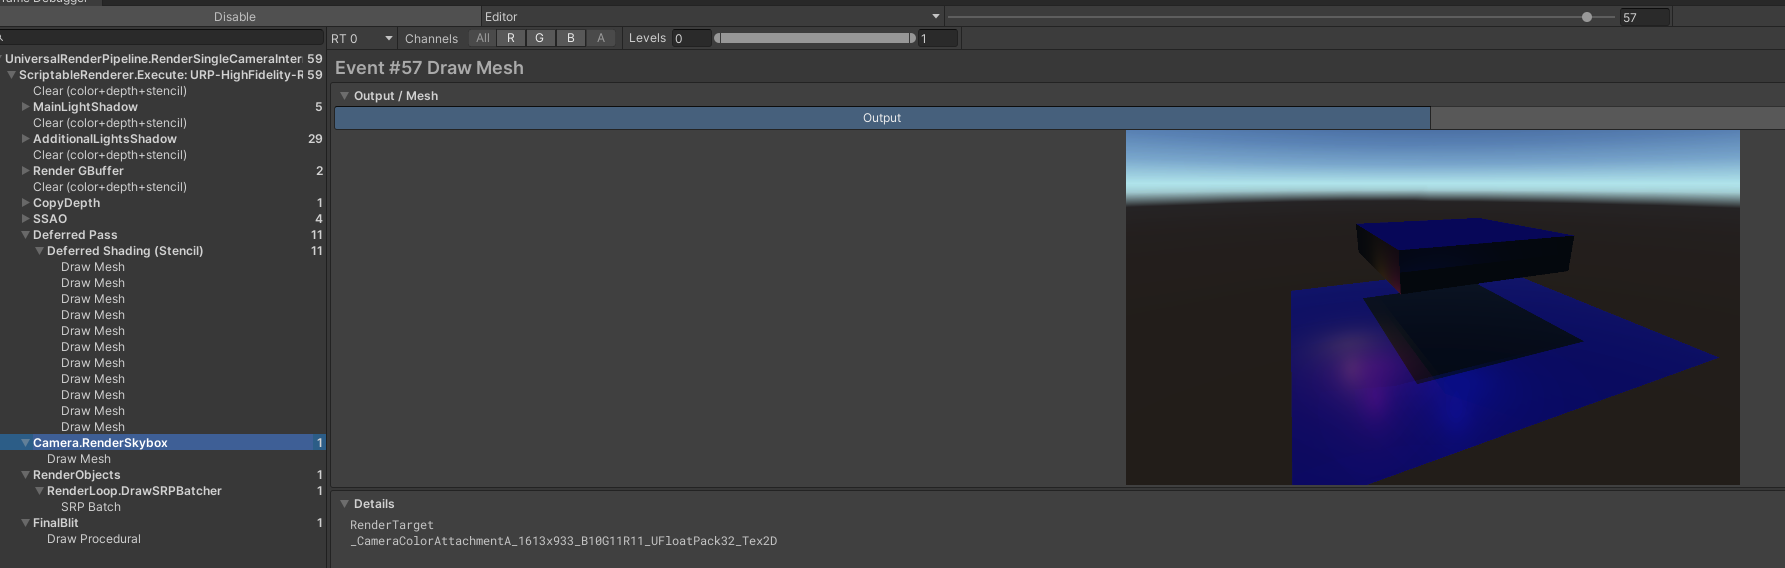 Disable
Editor
57
RT 0
Channels
All R G B A
Levels 0
1
UniversalRenderPipeline.RenderSingleCameraInter 59
ScriptableRenderer.Execute: URP-HighFidelity-R 59
Clear (color+depth+stencil)
MainLightShadow 5
Clear (color+depth+stencil)
AdditionalLightsShadow 29
Clear (color+depth+stencil)
Render GBuffer 2
Clear (color+depth+stencil)
CopyDepth 1
SSAO 4
Deferred Pass 11
Deferred Shading (Stencil) 11
Draw Mesh
Draw Mesh
Draw Mesh
Draw Mesh
Draw Mesh
Draw Mesh
Draw Mesh
Draw Mesh
Draw Mesh
Draw Mesh
Draw Mesh
Camera.RenderSkybox 1
Draw Mesh
RenderObjects 1
RenderLoop.DrawSRPBatcher 1
SRP Batch
FinalBlit 1
Draw Procedural
Event #57 Draw Mesh
Output / Mesh
Output
Details
RenderTarget
_CameraColorAttachmentA_1613x933_B10G11R11_UFloatPack32_Tex2D